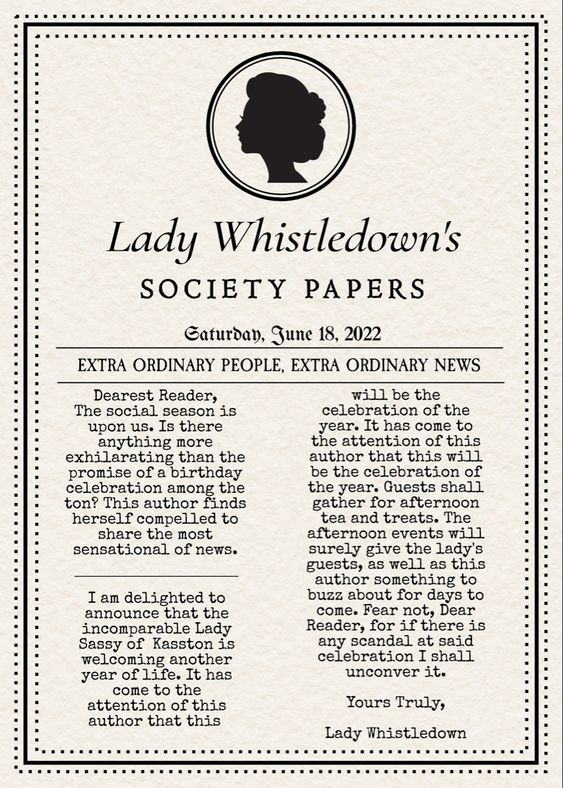 Lady Whistledown's
SOCIETY PAPERS
Saturday, June 18, 2022
EXTRA ORDINARY PEOPLE, EXTRA ORDINARY NEWS
Dearest Reader,
The social season is
upon us. Is there
anything more
exhilarating than the
promise of a birthday
celebration among the
ton? This author finds
herself compelled to
share the most
sensational of news.
I am delighted to
announce that the
incomparable Lady
Sassy of Kasston is
welcoming another
year of life. It has
come to the
attention of this
author that this
will be the
celebration of the
year. It has come to
the attention of this
author that this will
be the celebration of
the year. Guests shall
gather for afternoon
tea and treats. The
afternoon events will
surely give the lady's
guests, as well as this
author something to
buzz about for days to
come. Fear not, Dear
Reader, for if there is
any scandal at said
celebration I shall
unconver it.
Yours Truly,
Lady Whistledown